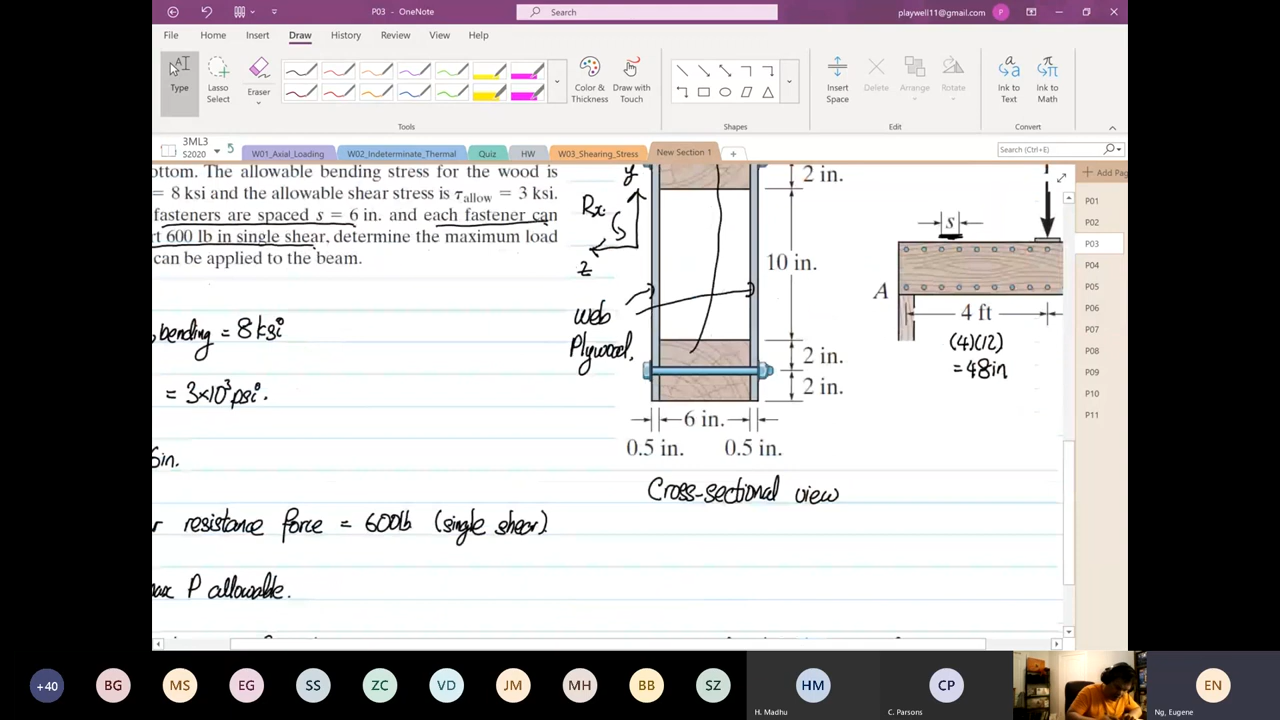 P03 - OneNote
Search
playwell11@gmail.com
P
File
Home
Insert
Draw
History
Review
View
Help
Type
Lasso
Select
Eraser
Color &
Thickness
Draw with
Touch
Insert
Space
Delete
Arrange
Rotate
Ink to
Text
Ink to
Math
Tools
Shapes
Edit
Convert
3ML3
S2020
5
W01_Axial_Loading
W02_Indeterminate_Thermal
Quiz
HW
W03_Shearing_Stress
New Section 1
+
Search (Ctrl+E)
Add Pag
P01
P02
P03
P04
P05
P06
P07
P08
P09
P10
P11
ottom. The allowable bending stress for the wood is
= 8 ksi and the allowable shear stress is τallow = 3 ksi.
fasteners are spaced s = 6 in. and each fastener can
rt 600 lb in single shear, determine the maximum load
can be applied to the beam.
bending = 8 ksi
= 3×10³ psi.
in.
resistance force = 600lb (single shear).
P allowable.
y
Rx
z
web
Plywood,
2 in.
10 in.
2 in.
2 in.
6 in.
0.5 in.
0.5 in.
Cross-sectional view
s
A
4 ft
(4)(12)
= 48in
+40
BG
MS
EG
SS
ZC
VD
JM
MH
BB
SZ
HM
H. Madhu
CP
C. Parsons
EN
Ng, Eugene